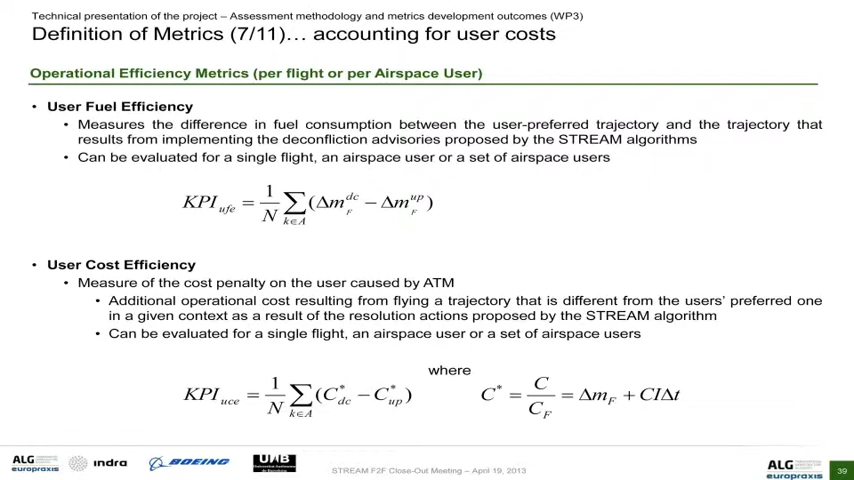 Technical presentation of the project – Assessment methodology and metrics development outcomes (WP3)
Definition of Metrics (7/11)… accounting for user costs
Operational Efficiency Metrics (per flight or per Airspace User)
• User Fuel Efficiency
• Measures the difference in fuel consumption between the user-preferred trajectory and the trajectory that
results from implementing the deconfliction advisories proposed by the STREAM algorithms
• Can be evaluated for a single flight, an airspace user or a set of airspace users
KPI_ufe = 1/N ∑_{k∈A} (Δm_F^dc − Δm_F^up)
• User Cost Efficiency
• Measure of the cost penalty on the user caused by ATM
• Additional operational cost resulting from flying a trajectory that is different from the users’ preferred one
in a given context as a result of the resolution actions proposed by the STREAM algorithm
• Can be evaluated for a single flight, an airspace user or a set of airspace users
where
KPI_uce = 1/N ∑_{k∈A} (C*_dc − C*_up) C* = C/C_F = Δm_F + CIΔt
ALG europraxis indra BOEING UAB
STREAM F2F Close-Out Meeting – April 19, 2013
ALG europraxis 39